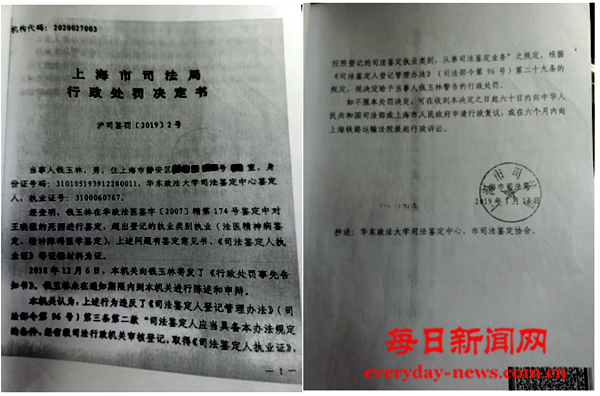 机构代码：2020027003
上海市司法局
行政处罚决定书
沪司鉴罚〔2019〕2号
当事人钱玉林，男，住上海市静安区 号 室，身
份证号码：310105193912280011，华东政法大学司法鉴定中心鉴定
人，执业证号：3100060767。
经查明，钱玉林在华政法医鉴字〔2007〕精第174号鉴定中对
王 的死因进行鉴定，超出登记的执业类别执业（法医精神病鉴
定、精神障碍医学鉴定），上述问题有鉴定意见书、《司法鉴定人执
业证》等证据材料为证。
2018年12月6日，本机关向钱玉林寄发了《行政处罚事先告
知书》。钱玉林未在通知期限内到本机关进行陈述和申辩。
本机关认为，上述行为违反了《司法鉴定人登记管理办法》（司
法部令第96号）第三条第二款“司法鉴定人应当具备本办法规定
的条件，经省级司法行政机关审核登记，取得《司法鉴定人执业证》，
—1
按照登记的司法鉴定执业类别，从事司法鉴定业务”之规定，根据
《司法鉴定人登记管理办法》（司法部令第96号）第二十九条的
规定，现决定给予当事人钱玉林警告的行政处罚。
如不服本处罚决定，可在收到本决定之日起六十日内向中华人
民共和国司法部或上海市人民政府申请行政复议，或在六个月内向
上海铁路运输法院提起行政诉讼。
上海市司法局
2019年1月16日
抄送：华东政法大学司法鉴定中心、市司法鉴定协会。
每日新闻网
everyday-news.com.cn